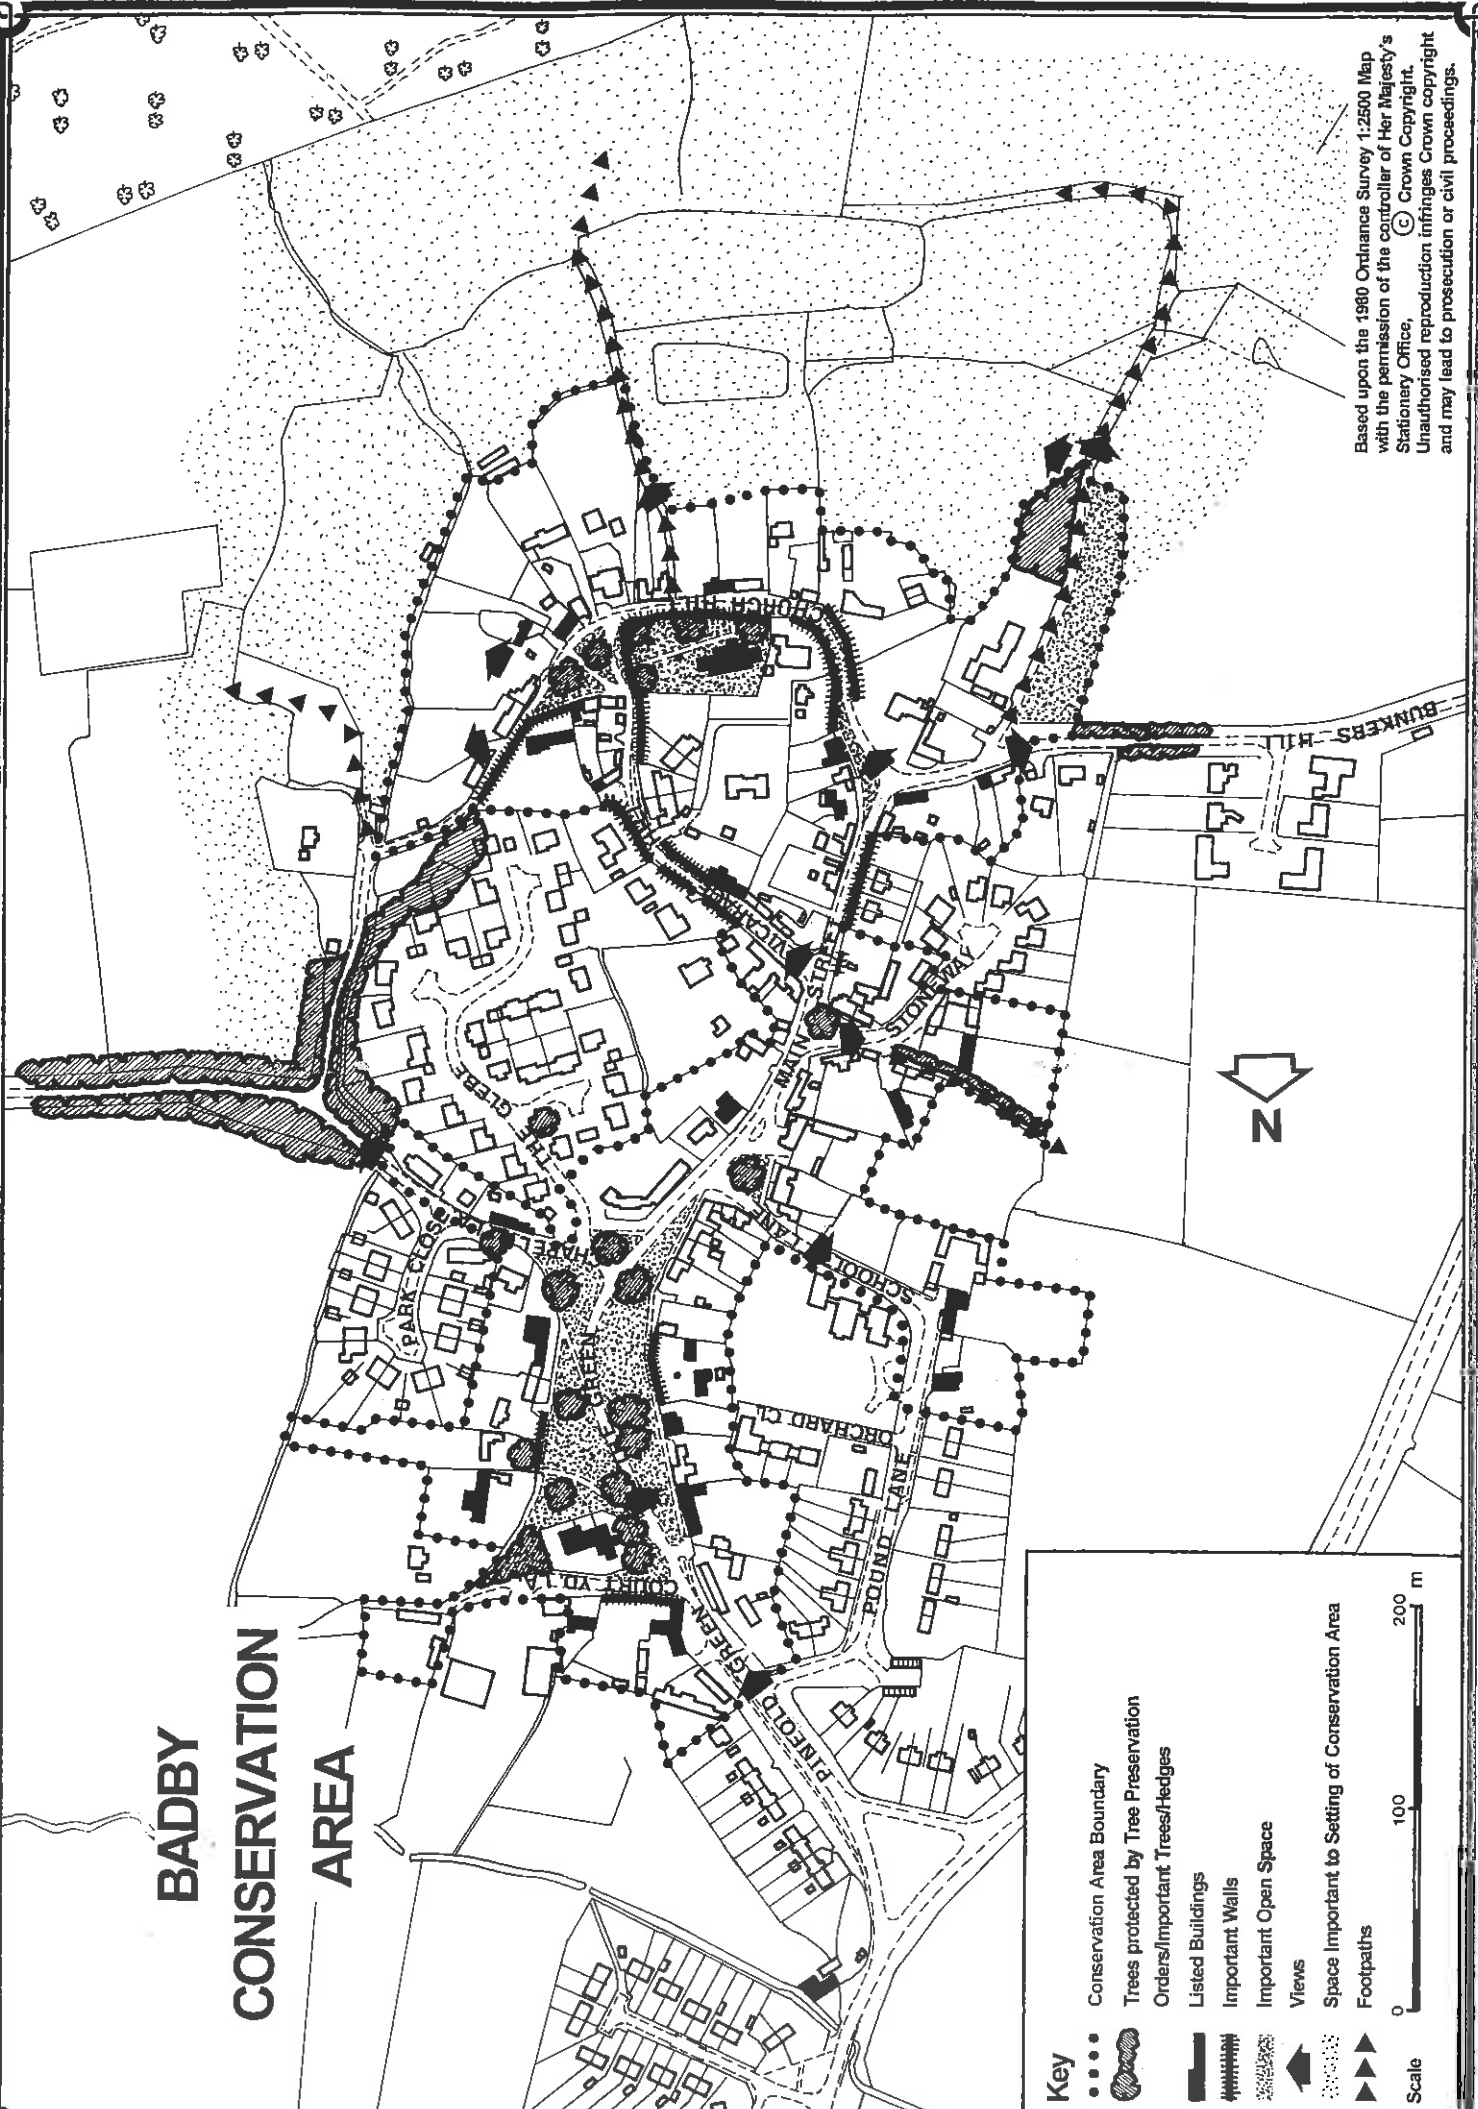 BADBY
CONSERVATION
AREA
Based upon the 1980 Ordnance Survey 1:2500 Map
with the permission of the controller of Her Majesty's
Stationery Office, © Crown Copyright.
Unauthorised reproduction infringes Crown copyright
and may lead to prosecution or civil proceedings.
CHURCH HILL
BUNKERS HILL
VICARAGE
MAIN STREET
STONEWAY
THE GLEBE
CHAPEL
PARK CLOSE
THE GREEN
SCHOOL LANE
ORCHARD CL
POUND LANE
COURT YD. LA.
GREEN
PINFOLD
N
Key
Conservation Area Boundary
Trees protected by Tree Preservation
Orders/Important Trees/Hedges
Listed Buildings
Important Walls
Important Open Space
Views
Space Important to Setting of Conservation Area
Footpaths
Scale 0 100 200 m